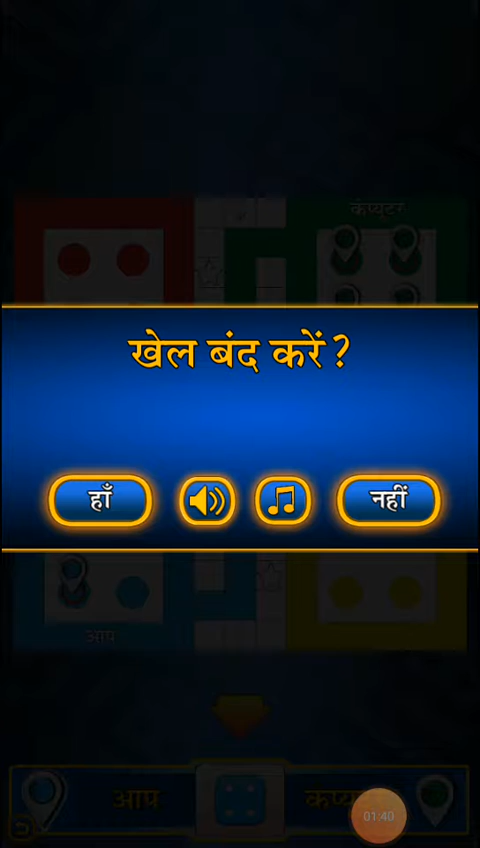 कंप्यूटर
खेल बंद करें?
हाँ
नहीं
आप
आप
01:40